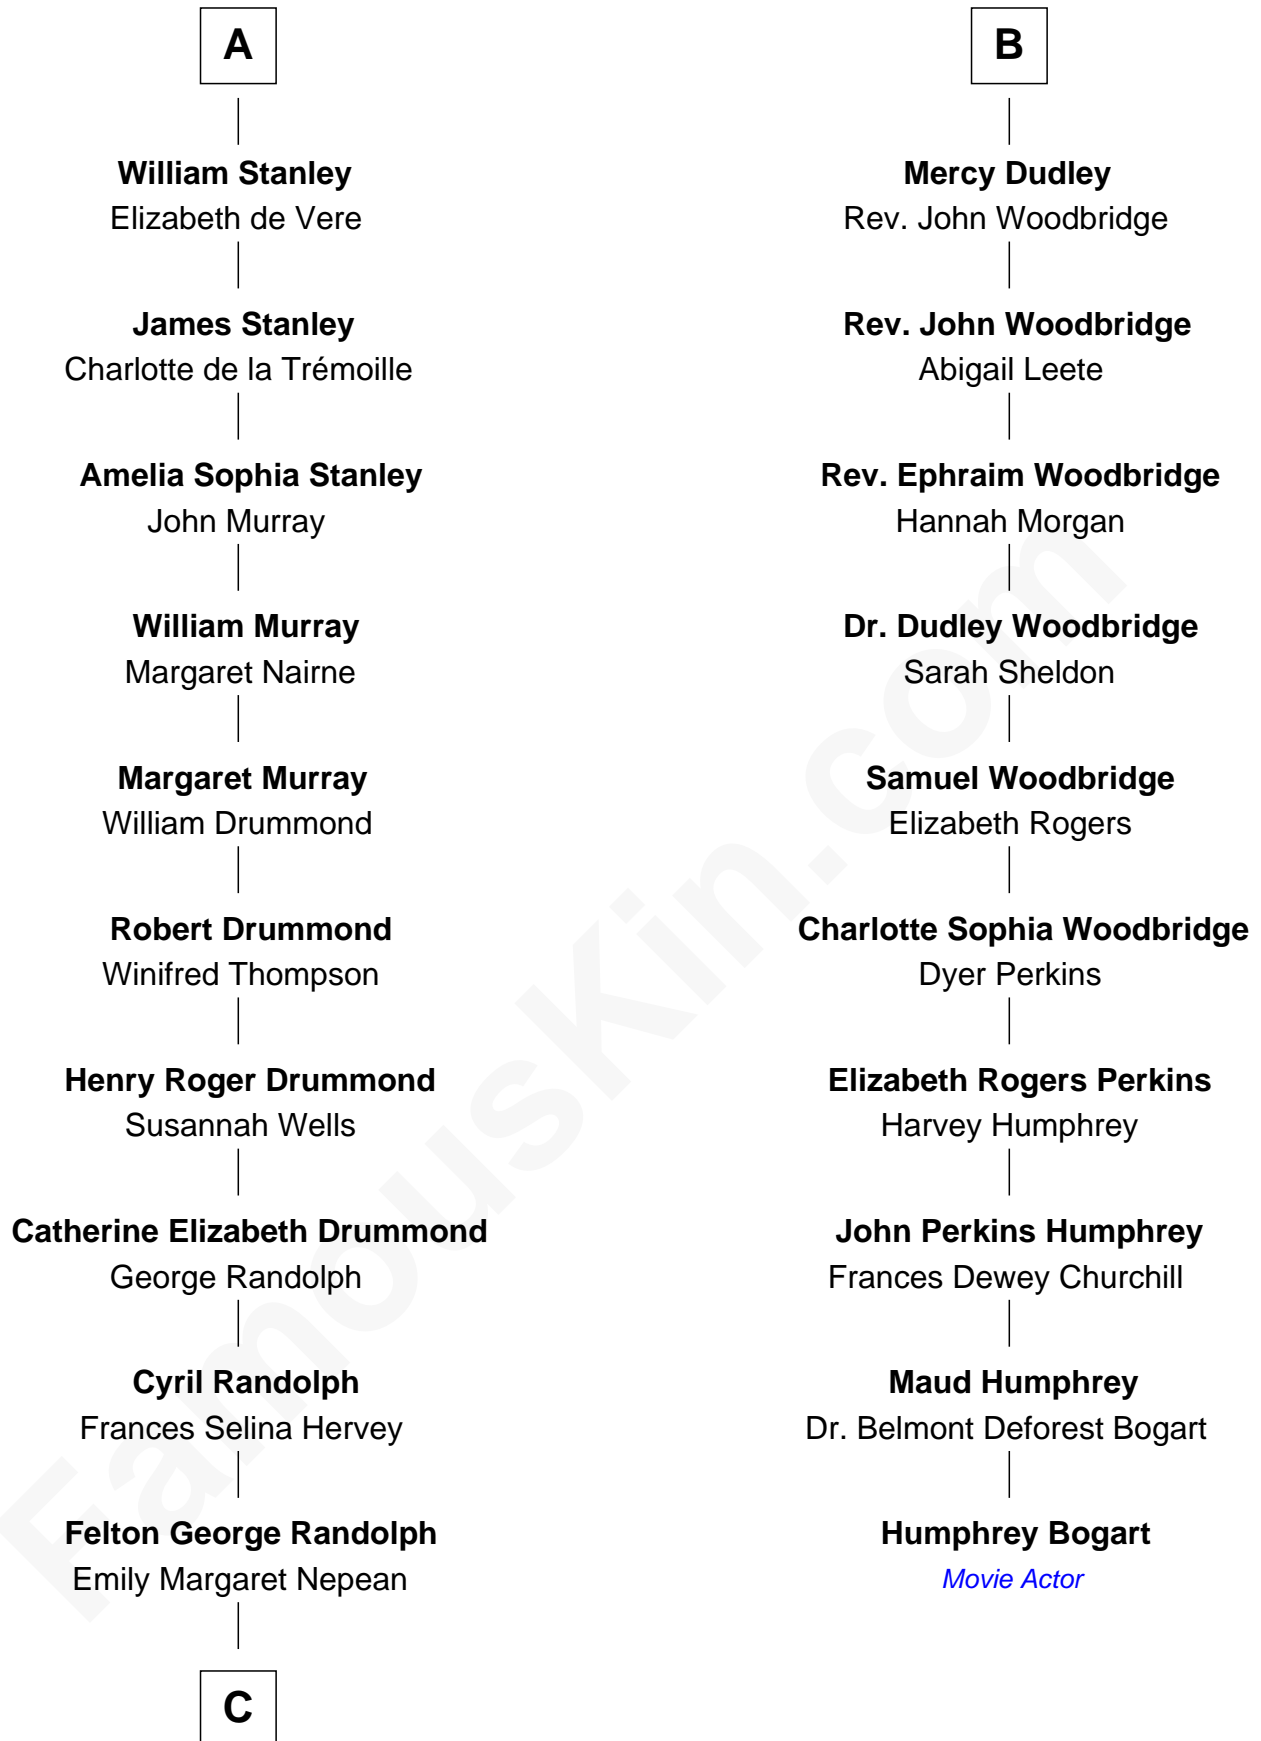 A
William Stanley
Elizabeth de Vere
James Stanley
Charlotte de la Trémoille
Amelia Sophia Stanley
John Murray
William Murray
Margaret Nairne
Margaret Murray
William Drummond
Robert Drummond
Winifred Thompson
Henry Roger Drummond
Susannah Wells
Catherine Elizabeth Drummond
George Randolph
Cyril Randolph
Frances Selina Hervey
Felton George Randolph
Emily Margaret Nepean
C
B
Mercy Dudley
Rev. John Woodbridge
Rev. John Woodbridge
Abigail Leete
Rev. Ephraim Woodbridge
Hannah Morgan
Dr. Dudley Woodbridge
Sarah Sheldon
Samuel Woodbridge
Elizabeth Rogers
Charlotte Sophia Woodbridge
Dyer Perkins
Elizabeth Rogers Perkins
Harvey Humphrey
John Perkins Humphrey
Frances Dewey Churchill
Maud Humphrey
Dr. Belmont Deforest Bogart
Humphrey Bogart
Movie Actor
FamousKin.com